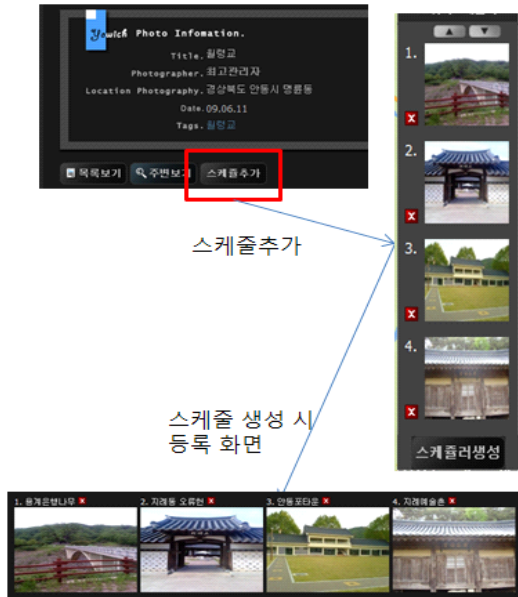 Yowich Photo Infomation.
Title. 월령교
Photographer. 최고관리자
Location Photography. 경상북도 안동시 명륜동
Date. 09.06.11
Tags. 월령교
목록보기 주변보기 스케쥴추가
1.
2.
3.
4.
스케쥴러생성
스케줄추가
스케줄 생성 시
등록 화면
1. 용계은행나무 2. 지례동 오류헌 3. 안동포타운 4. 지례예술촌